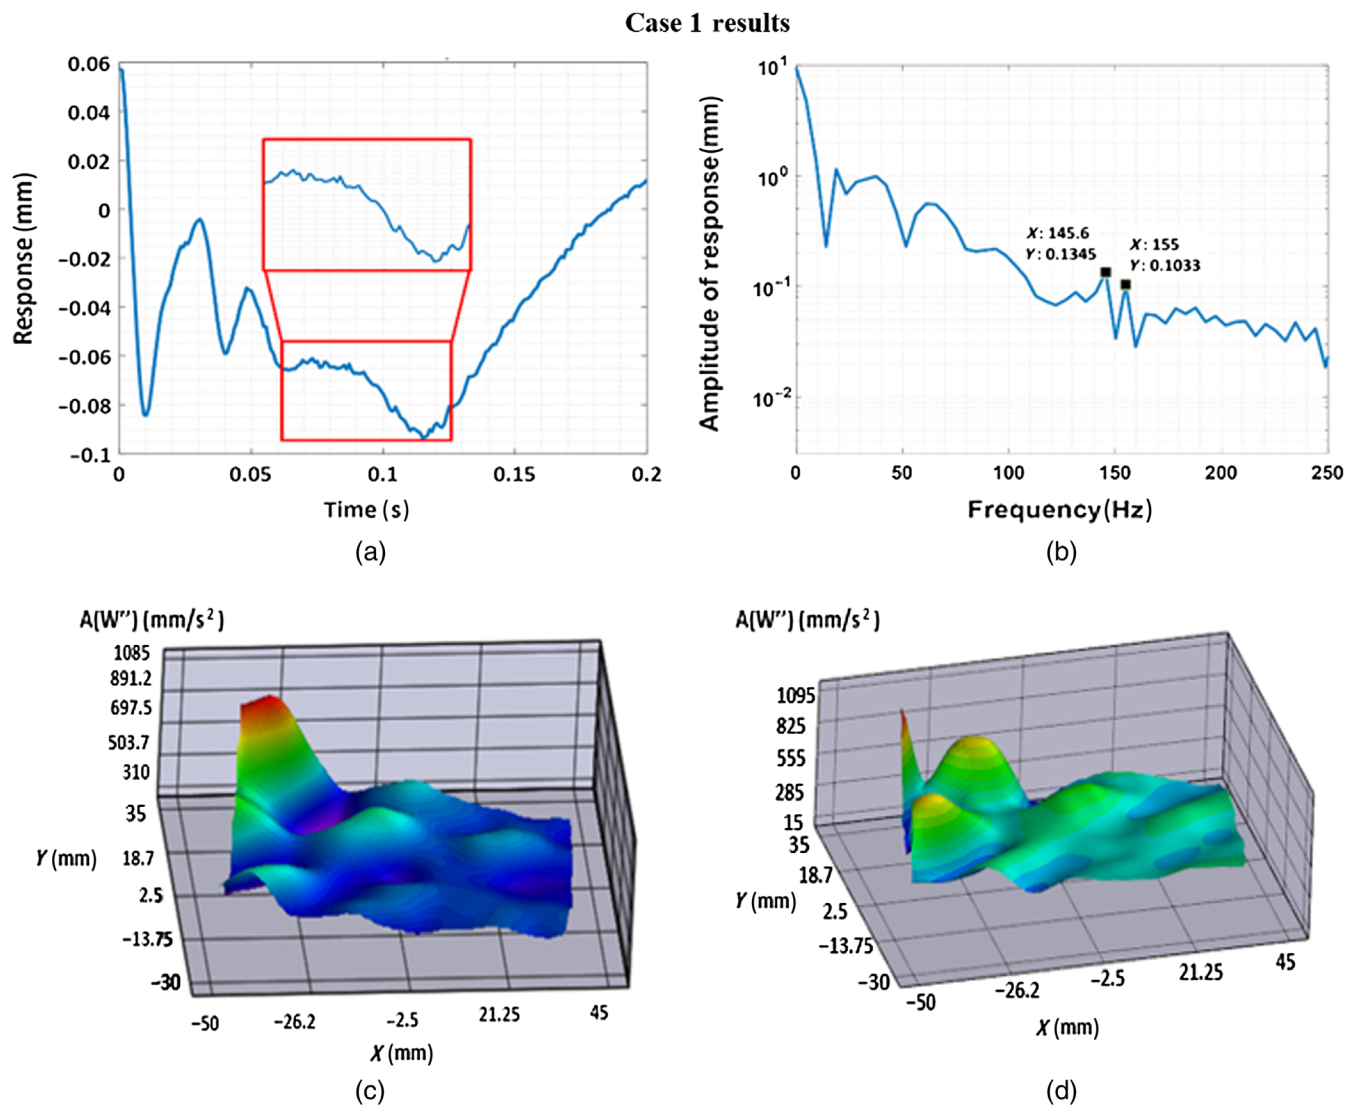 Case 1 results
0.06
0.04
0.02
0
−0.02
−0.04
−0.06
−0.08
−0.1
Response (mm)
0 0.05 0.1 0.15 0.2
Time (s)
(a)
10¹
10⁰
10⁻¹
10⁻²
Amplitude of response(mm)
X: 145.6
Y: 0.1345
X: 155
Y: 0.1033
0 50 100 150 200 250
Frequency(Hz)
(b)
A(W″) (mm/s²)
1085
891.2
697.5
503.7
310
35
18.7
2.5
−13.75
−30
Y (mm)
−50 −26.2 −2.5 21.25 45
X (mm)
(c)
A(W″) (mm/s²)
1095
825
555
285
15
35
18.7
2.5
−13.75
−30
Y (mm)
−50 −26.2 −2.5 21.25 45
X (mm)
(d)